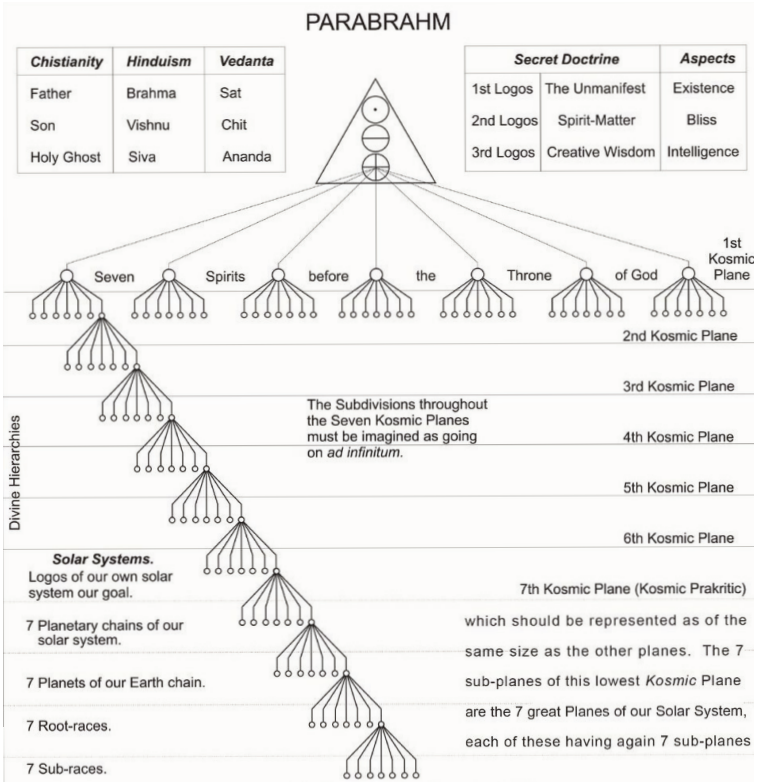 PARABRAHM
Chistianity Hinduism Vedanta
Father Brahma Sat
Son Vishnu Chit
Holy Ghost Siva Ananda
Secret Doctrine Aspects
1st Logos The Unmanifest Existence
2nd Logos Spirit-Matter Bliss
3rd Logos Creative Wisdom Intelligence
1st
Kosmic
Plane
Seven Spirits before the Throne of God
2nd Kosmic Plane
3rd Kosmic Plane
The Subdivisions throughout
the Seven Kosmic Planes
must be imagined as going
on ad infinitum.
4th Kosmic Plane
5th Kosmic Plane
6th Kosmic Plane
Divine Hierarchies
Solar Systems.
Logos of our own solar
system our goal.
7 Planetary chains of our
solar system.
7 Planets of our Earth chain.
7 Root-races.
7 Sub-races.
7th Kosmic Plane (Kosmic Prakritic)
which should be represented as of the
same size as the other planes. The 7
sub-planes of this lowest Kosmic Plane
are the 7 great Planes of our Solar System,
each of these having again 7 sub-planes